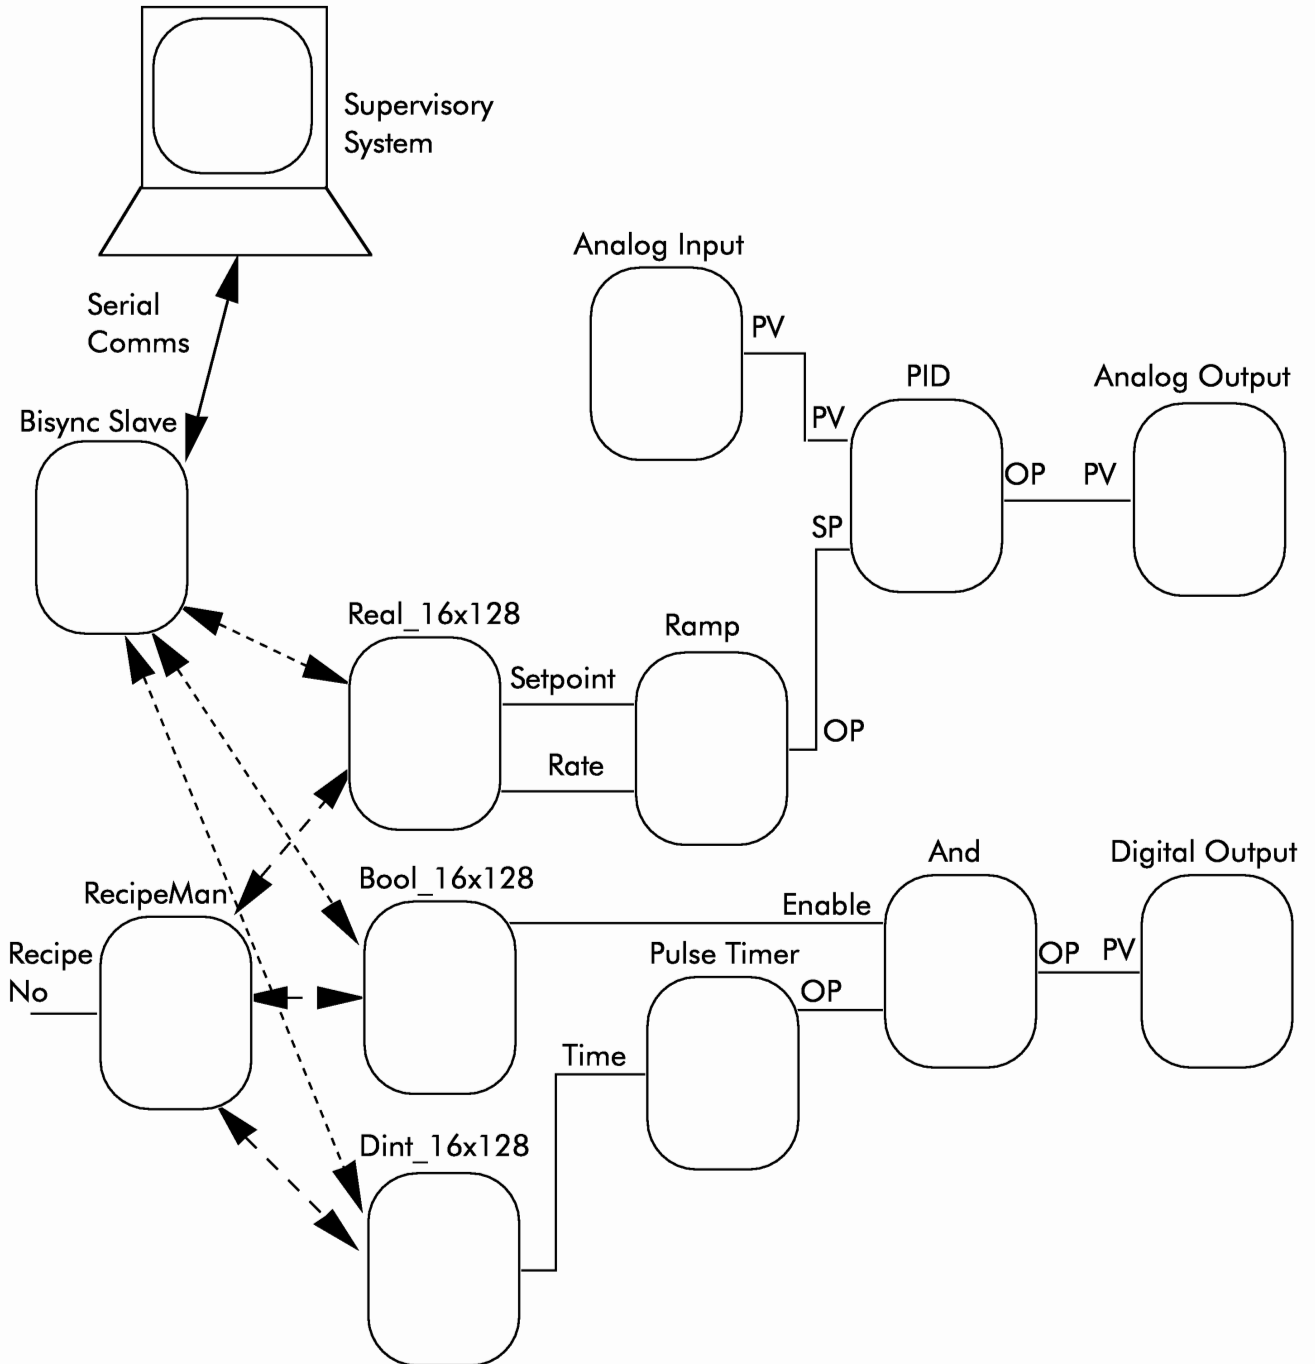 Supervisory
System
Analog Input
Serial
Comms
PV
PID
Analog Output
Bisync Slave
PV
OP
PV
SP
Real_16x128
Ramp
Setpoint
OP
Rate
And
Digital Output
RecipeMan
Bool_16x128
Enable
Recipe
No
Pulse Timer
OP
PV
OP
Time
Dint_16x128